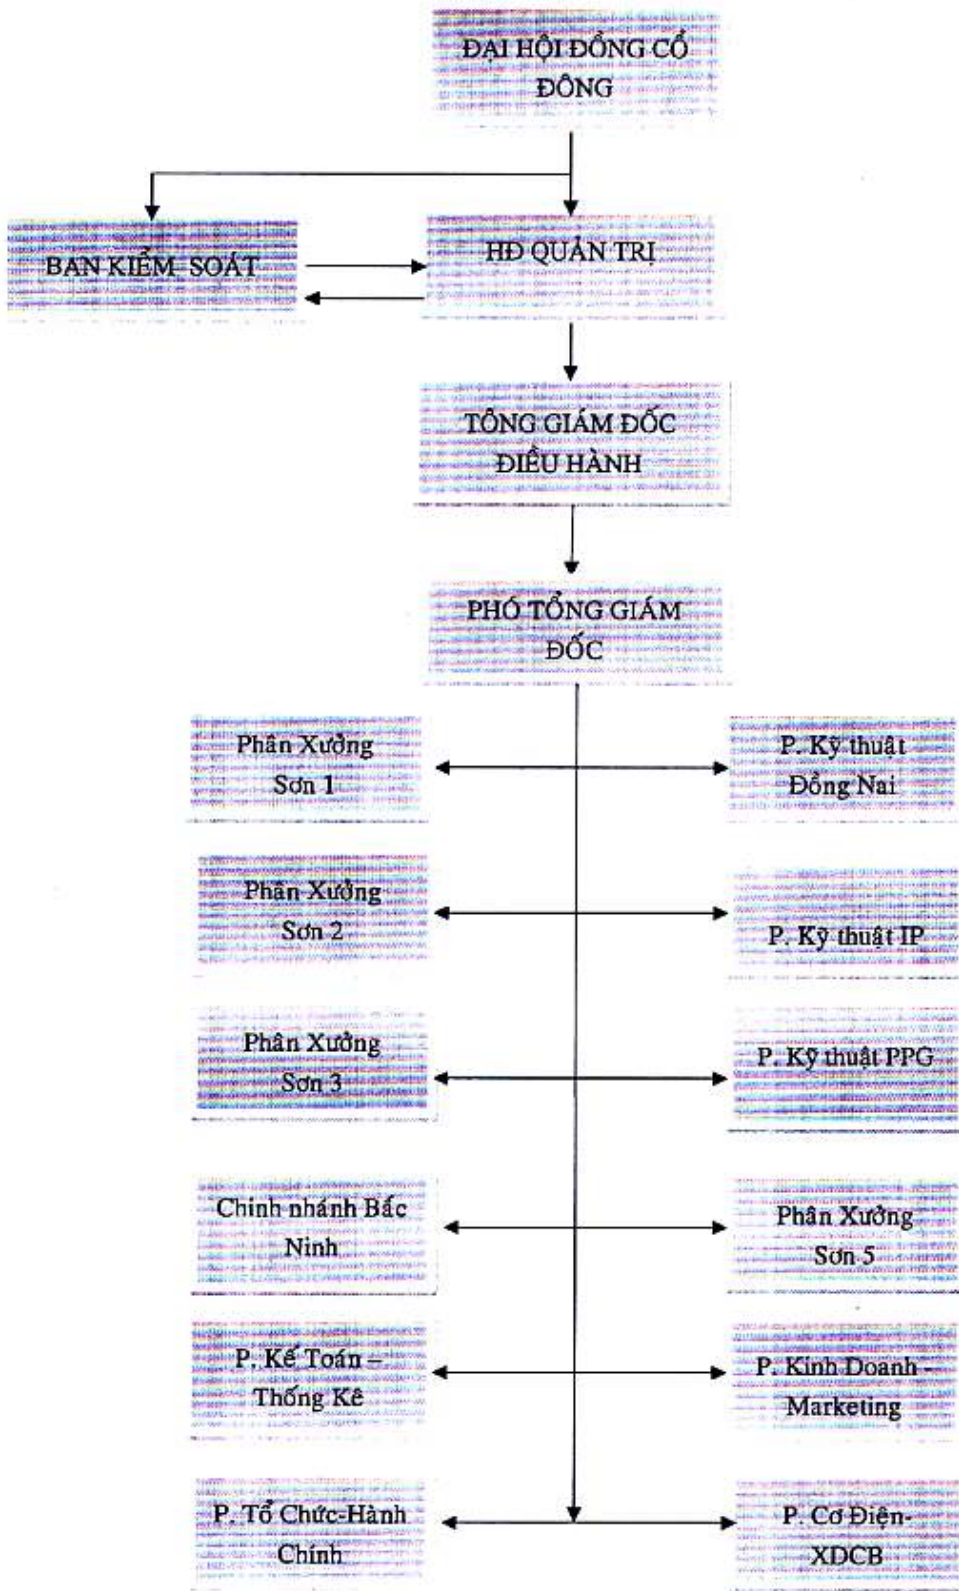 ĐẠI HỘI ĐỒNG CỔ
ĐÔNG
BAN KIỂM SOÁT
HĐ QUẢN TRỊ
TỔNG GIÁM ĐỐC
ĐIỀU HÀNH
PHÓ TỔNG GIÁM
ĐỐC
Phân Xưởng
Sơn 1
P. Kỹ thuật
Đồng Nai
Phân Xưởng
Sơn 2
P. Kỹ thuật IP
Phân Xưởng
Sơn 3
P. Kỹ thuật PPG
Chinh nhánh Bắc
Ninh
Phân Xưởng
Sơn 5
P. Kế Toán –
Thống Kê
P. Kinh Doanh -
Marketing
P. Tổ Chức-Hành
Chính
P. Cơ Điện-
XDCB